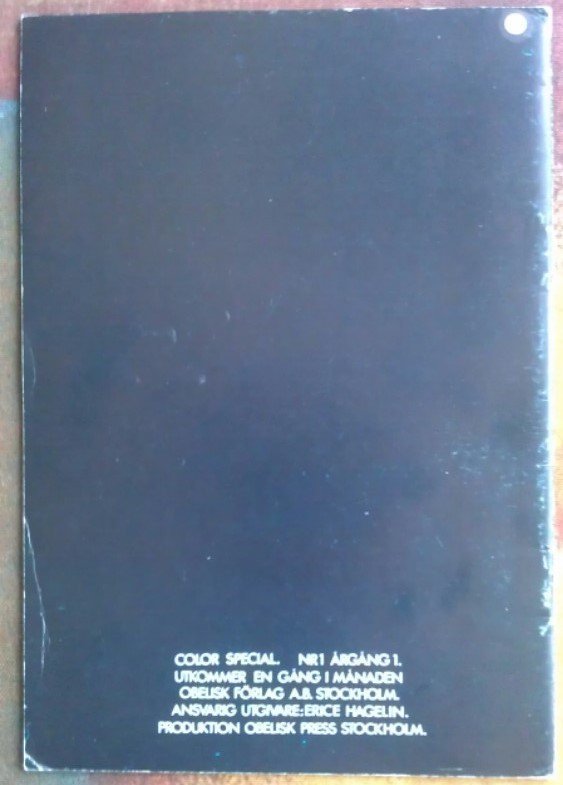 COLOR SPECIAL. NR1 ÅRGÅNG 1.
UTKOMMER EN GÅNG I MÅNADEN
OBELISK FÖRLAG A.B. STOCKHOLM.
ANSVARIG UTGIVARE: ERICE HAGELIN.
PRODUKTION OBELISK PRESS STOCKHOLM.